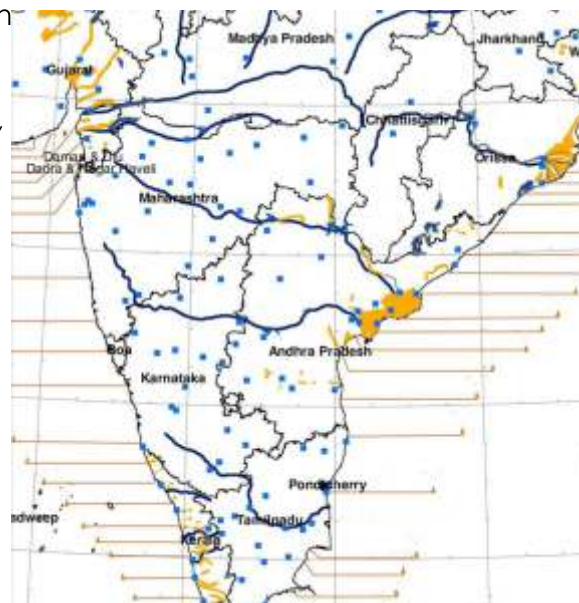 n
Madhya Pradesh
Jharkhand
W
Gujarat
y
Chhattisgarh
Daman & Diu
Dadra & Nagar Haveli
Orissa
Maharashtra
Goa
Andhra Pradesh
Karnataka
Pondicherry
adweep
Tamilnadu
Kerala